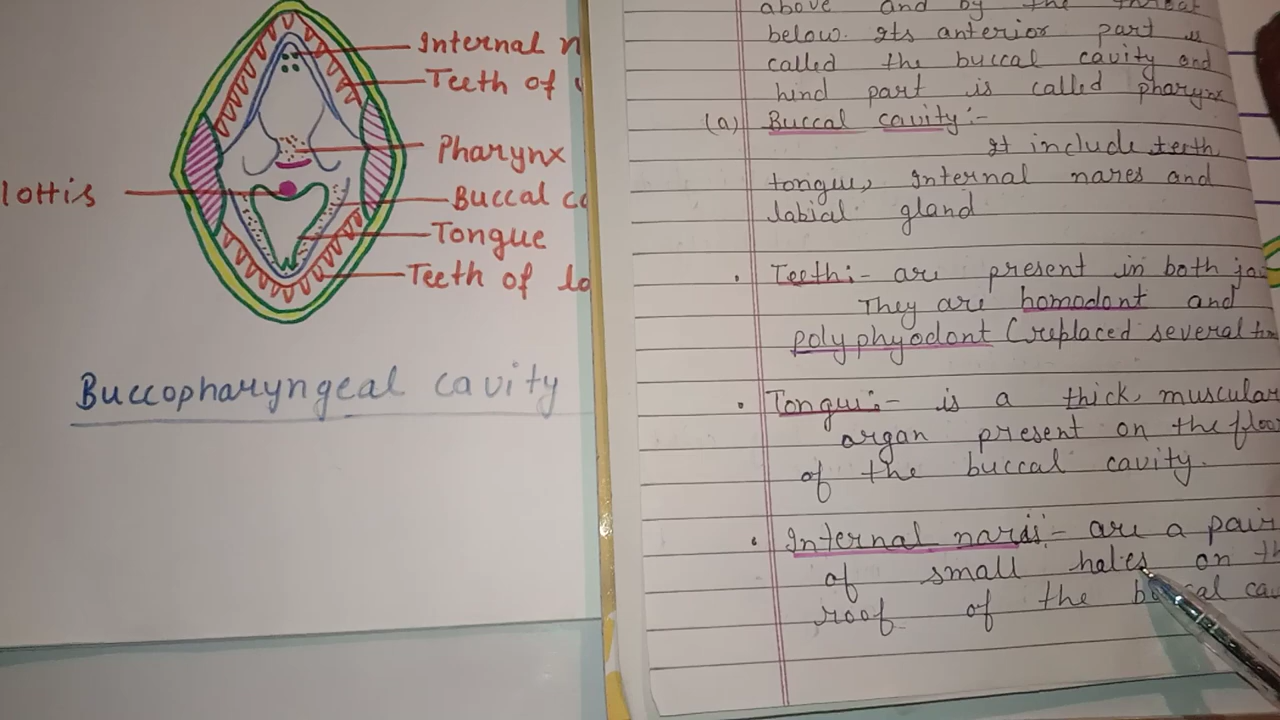 Internal n
Teeth of
Pharynx
lottis
Buccal c
Tongue
Teeth of lo
Buccopharyngeal cavity
above and by the throat
below. Its anterior part is
called the buccal cavity and
hind part is called pharynx
(a) Buccal cavity:-
It include teeth,
tongue, Internal nares and
labial gland
. Teeth:- are present in both ja
They are homodont and
polyphyodont (replaced several tim
. Tongue:- is a thick, muscular
organ present on the floo
of the buccal cavity.
. Internal nares:- are a pair
of small holes on th
roof of the buccal cav